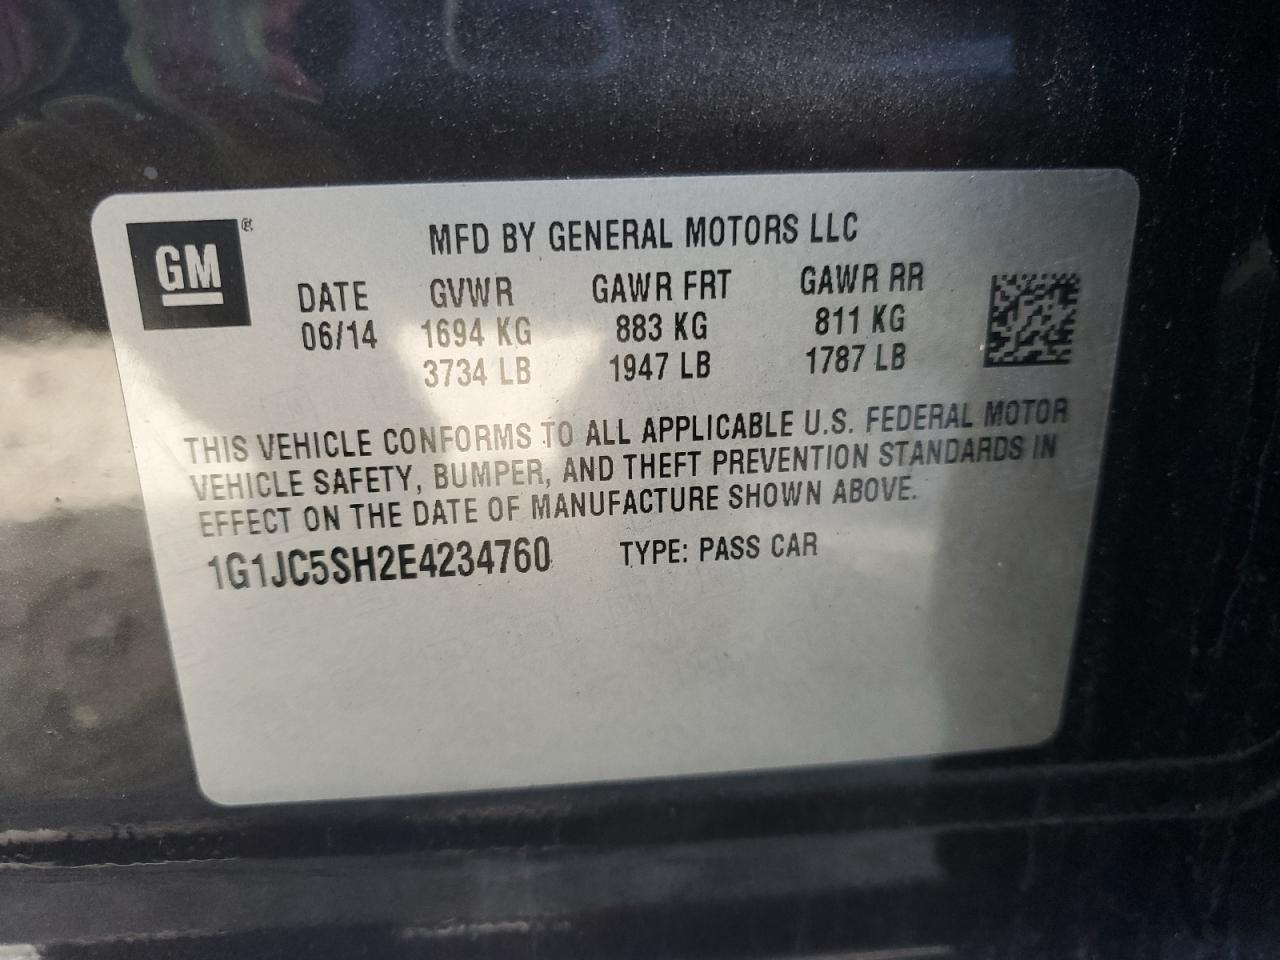 GM ®
MFD BY GENERAL MOTORS LLC
DATE GVWR GAWR FRT GAWR RR
06/14 1694 KG 883 KG 811 KG
3734 LB 1947 LB 1787 LB
THIS VEHICLE CONFORMS TO ALL APPLICABLE U.S. FEDERAL MOTOR
VEHICLE SAFETY, BUMPER, AND THEFT PREVENTION STANDARDS IN
EFFECT ON THE DATE OF MANUFACTURE SHOWN ABOVE.
1G1JC5SH2E4234760 TYPE: PASS CAR